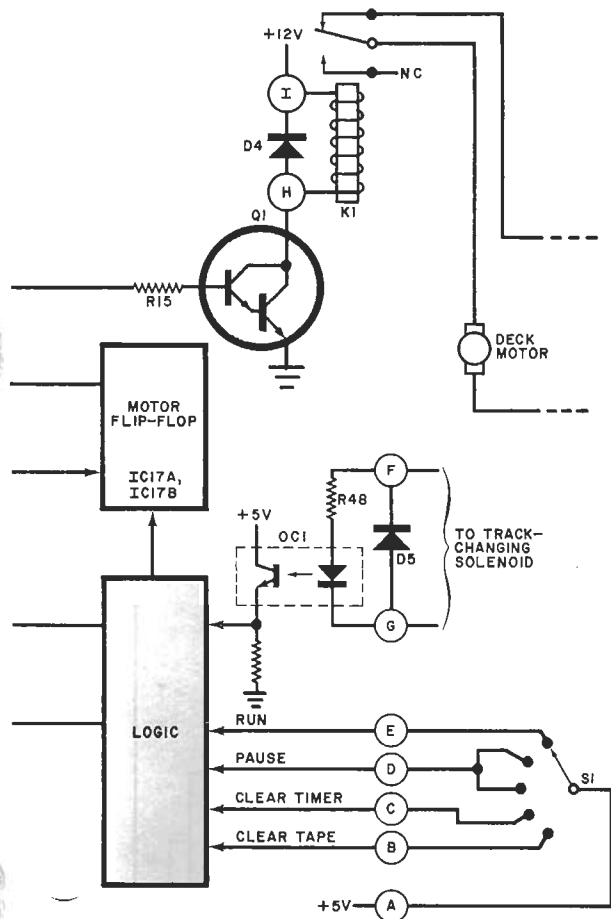 +12V
NC
I
D4
H
K1
Q1
R15
DECK
MOTOR
MOTOR
FLIP-FLOP
IC17A,
IC17B
F
R48
+5V
OC1
D5
TO TRACK-
CHANGING
SOLENOID
G
LOGIC
RUN
E
PAUSE
D
S1
CLEAR TIMER
C
CLEAR TAPE
B
+5V
A